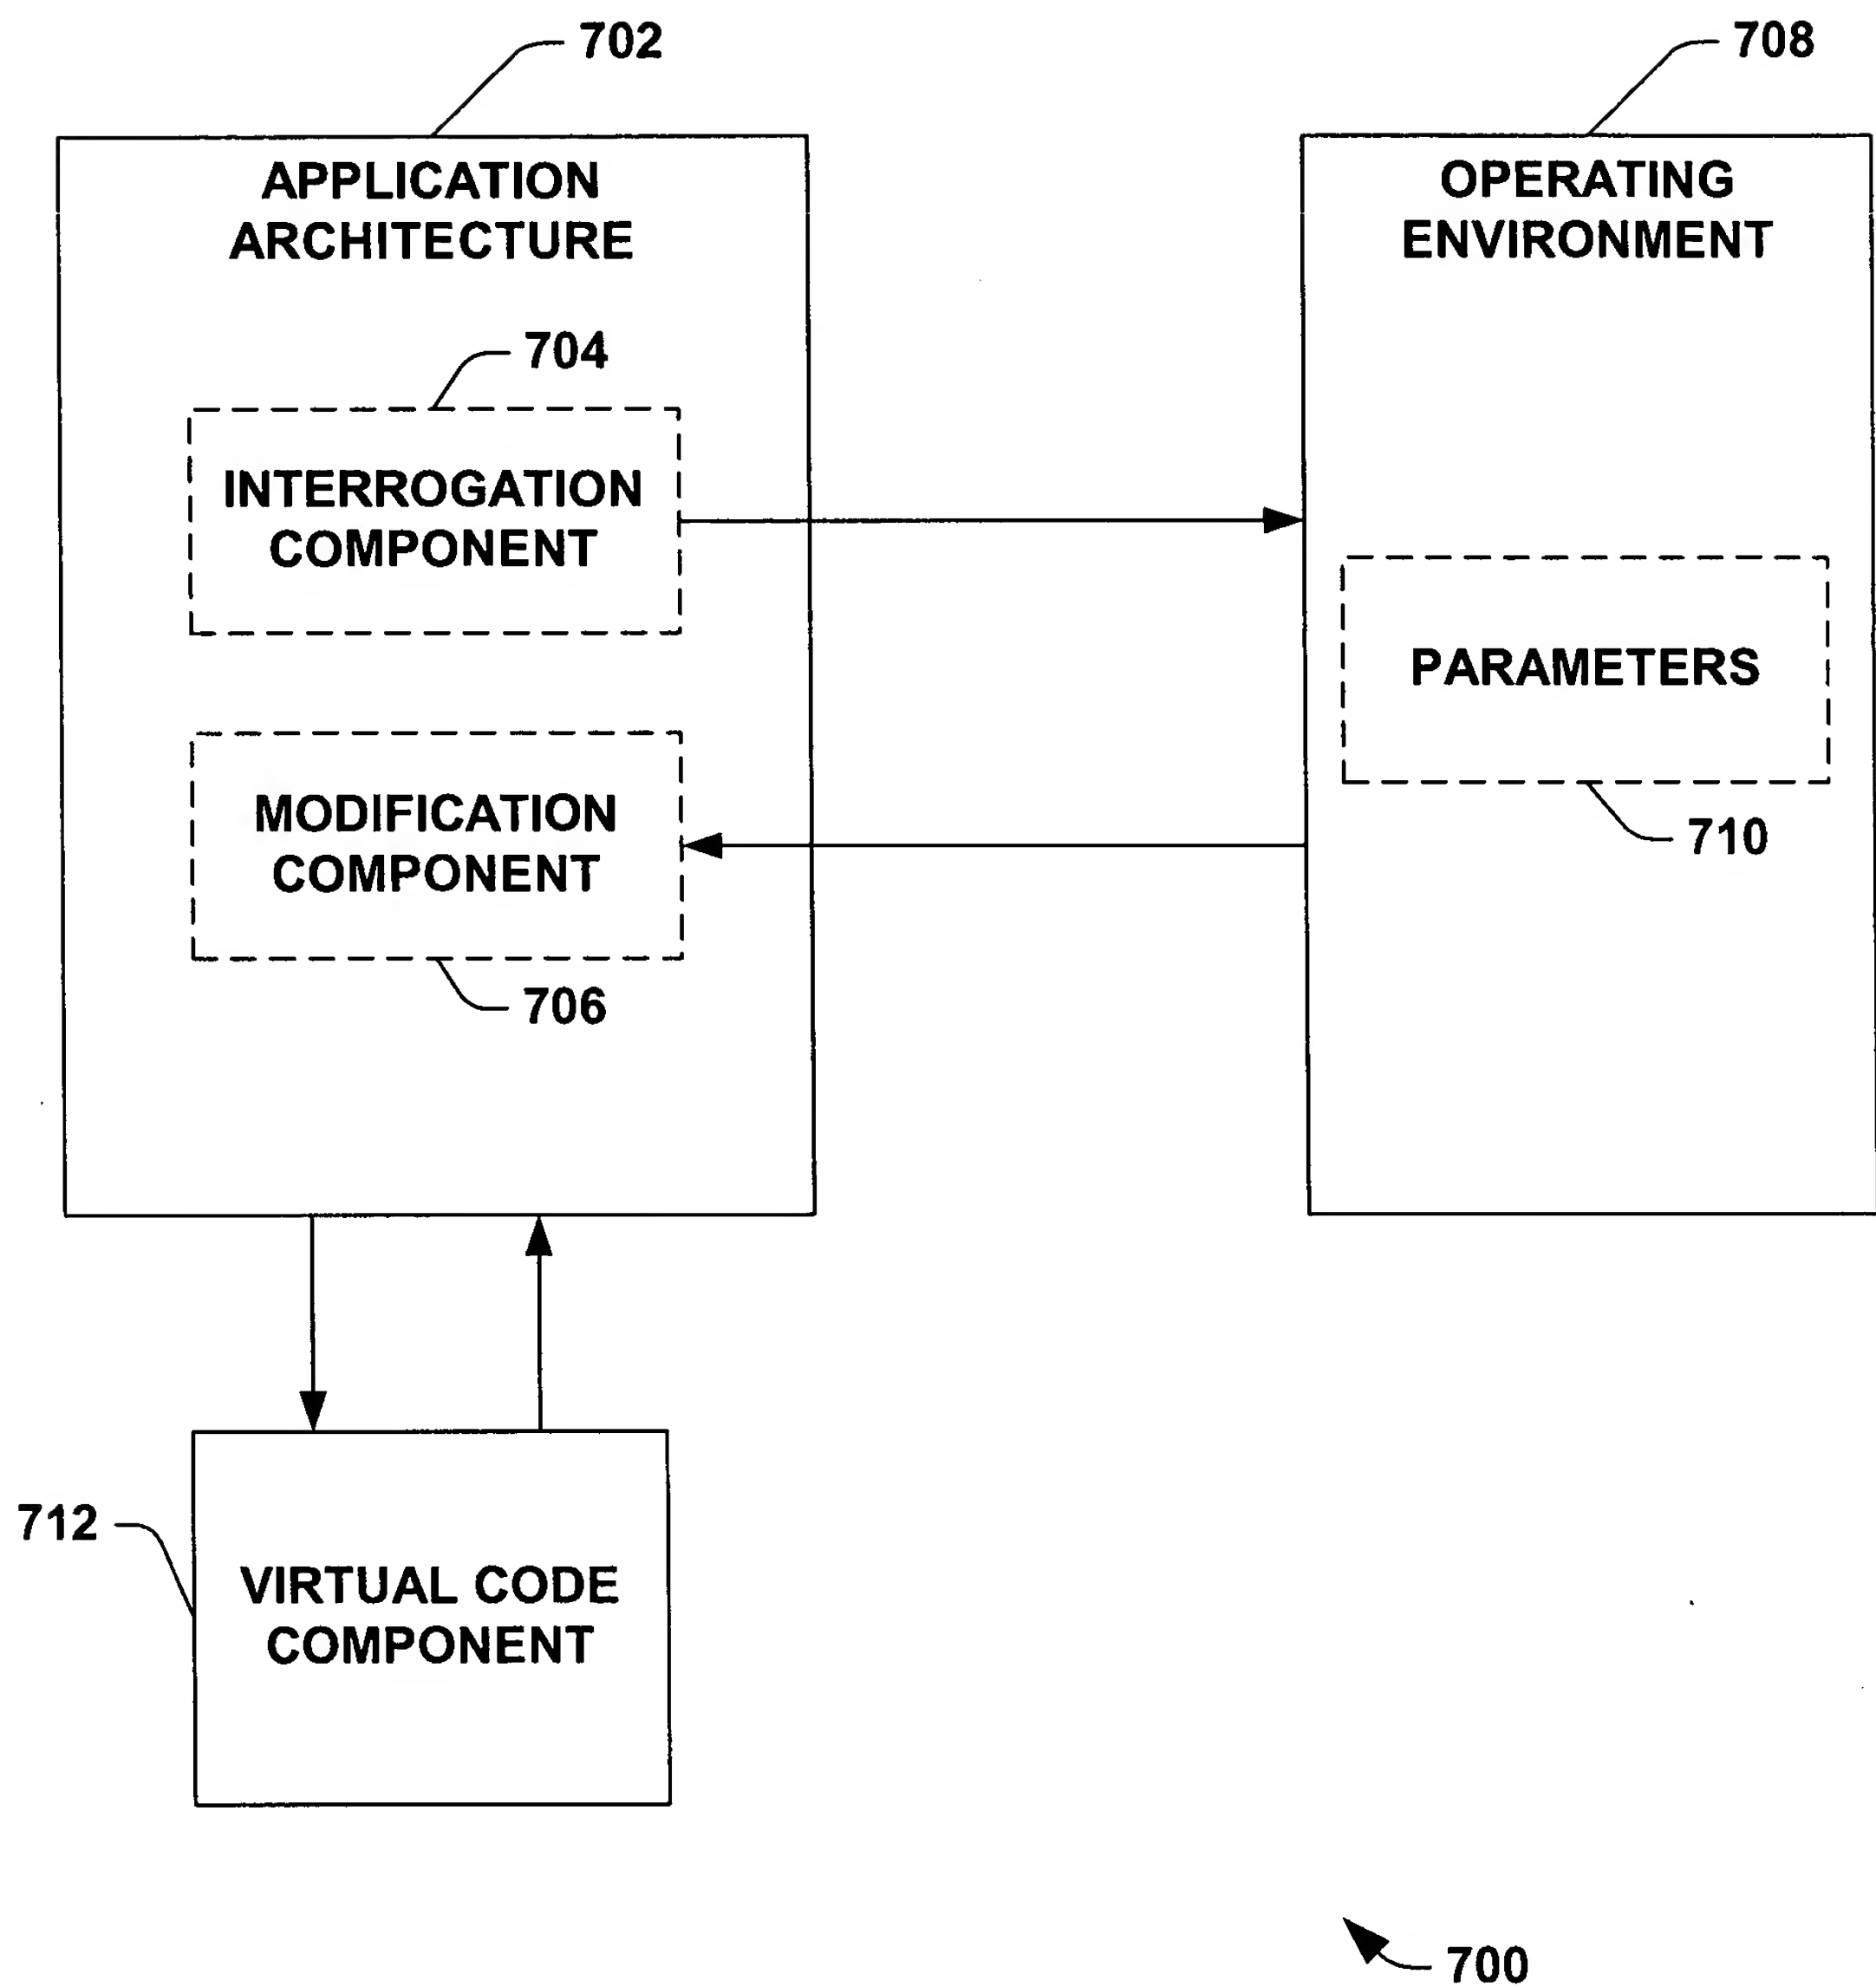 702
708
APPLICATION
ARCHITECTURE
OPERATING
ENVIRONMENT
704
INTERROGATION
COMPONENT
PARAMETERS
710
MODIFICATION
COMPONENT
706
712
VIRTUAL CODE
COMPONENT
700